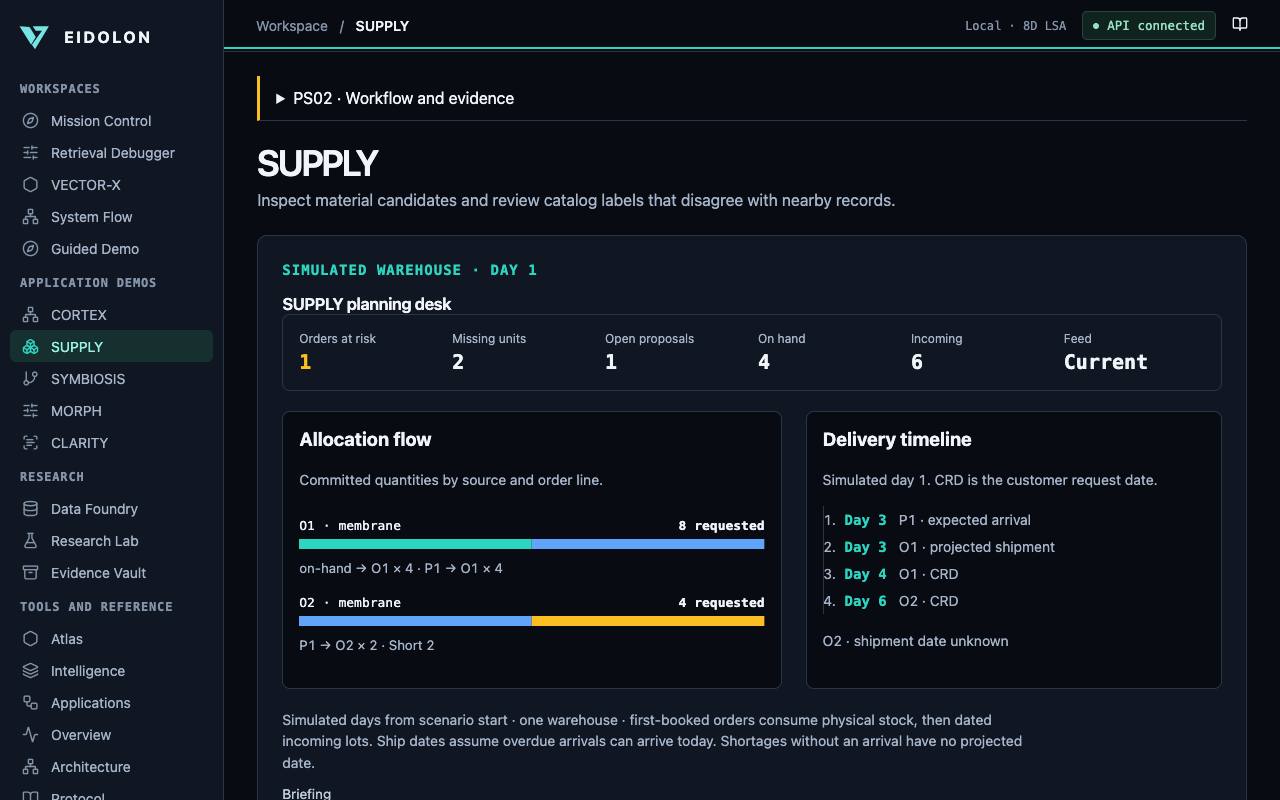 EIDOLON
WORKSPACES
Mission Control
Retrieval Debugger
VECTOR-X
System Flow
Guided Demo
APPLICATION DEMOS
CORTEX
SUPPLY
SYMBIOSIS
MORPH
CLARITY
RESEARCH
Data Foundry
Research Lab
Evidence Vault
TOOLS AND REFERENCE
Atlas
Intelligence
Applications
Overview
Architecture
Protocol
Workspace / SUPPLY
Local · 8D LSA
● API connected
▶ PS02 · Workflow and evidence
SUPPLY
Inspect material candidates and review catalog labels that disagree with nearby records.
SIMULATED WAREHOUSE · DAY 1
SUPPLY planning desk
Orders at risk
1
Missing units
2
Open proposals
1
On hand
4
Incoming
6
Feed
Current
Allocation flow
Committed quantities by source and order line.
O1 · membrane 8 requested
on-hand → O1 × 4 · P1 → O1 × 4
O2 · membrane 4 requested
P1 → O2 × 2 · Short 2
Delivery timeline
Simulated day 1. CRD is the customer request date.
1. Day 3 P1 · expected arrival
2. Day 3 O1 · projected shipment
3. Day 4 O1 · CRD
4. Day 6 O2 · CRD
O2 · shipment date unknown
Simulated days from scenario start · one warehouse · first-booked orders consume physical stock, then dated
incoming lots. Ship dates assume overdue arrivals can arrive today. Shortages without an arrival have no projected
date.
Briefing